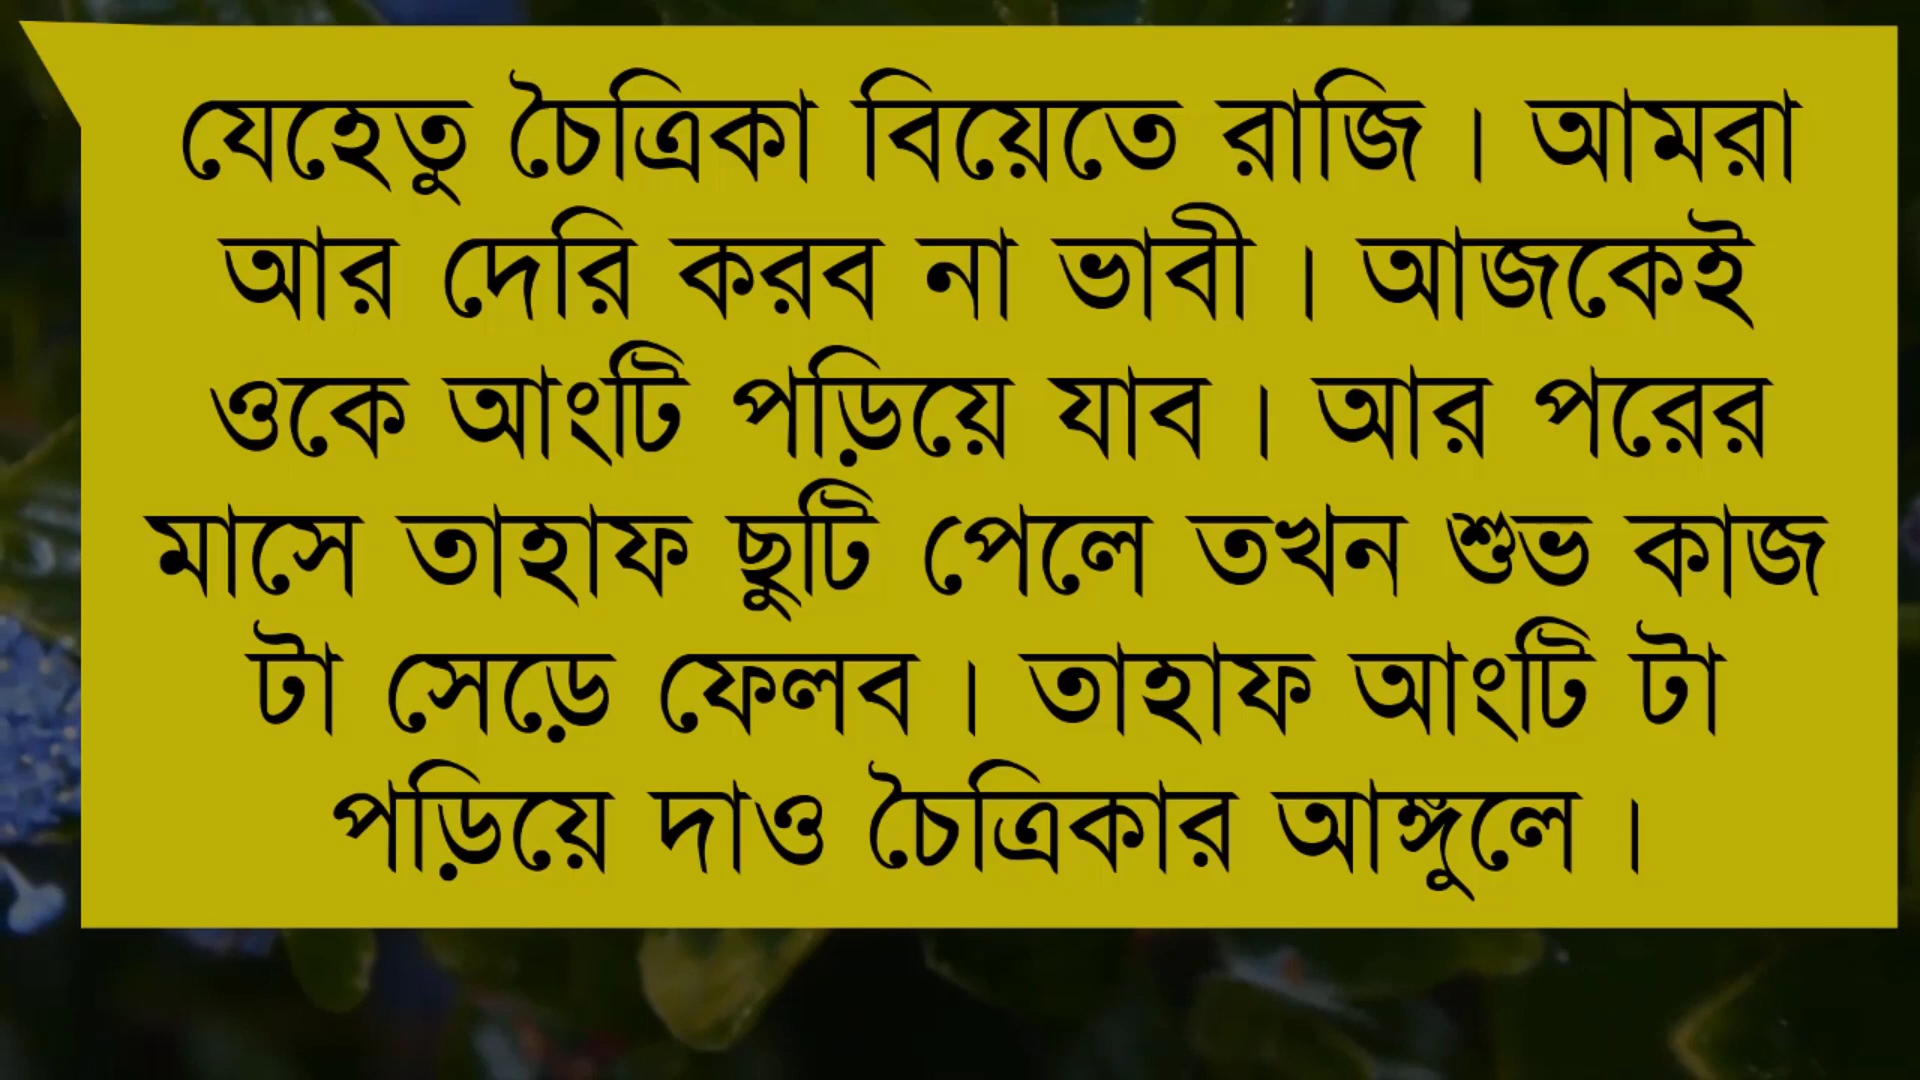 যেহেতু চৈত্রিকা বিয়েতে রাজি । আমরা
আর দেরি করব না ভাবী । আজকেই
ওকে আংটি পড়িয়ে যাব । আর পরের
মাসে তাহাফ ছুটি পেলে তখন শুভ কাজ
টা সেড়ে ফেলব । তাহাফ আংটি টা
পড়িয়ে দাও চৈত্রিকার আঙ্গুলে ।